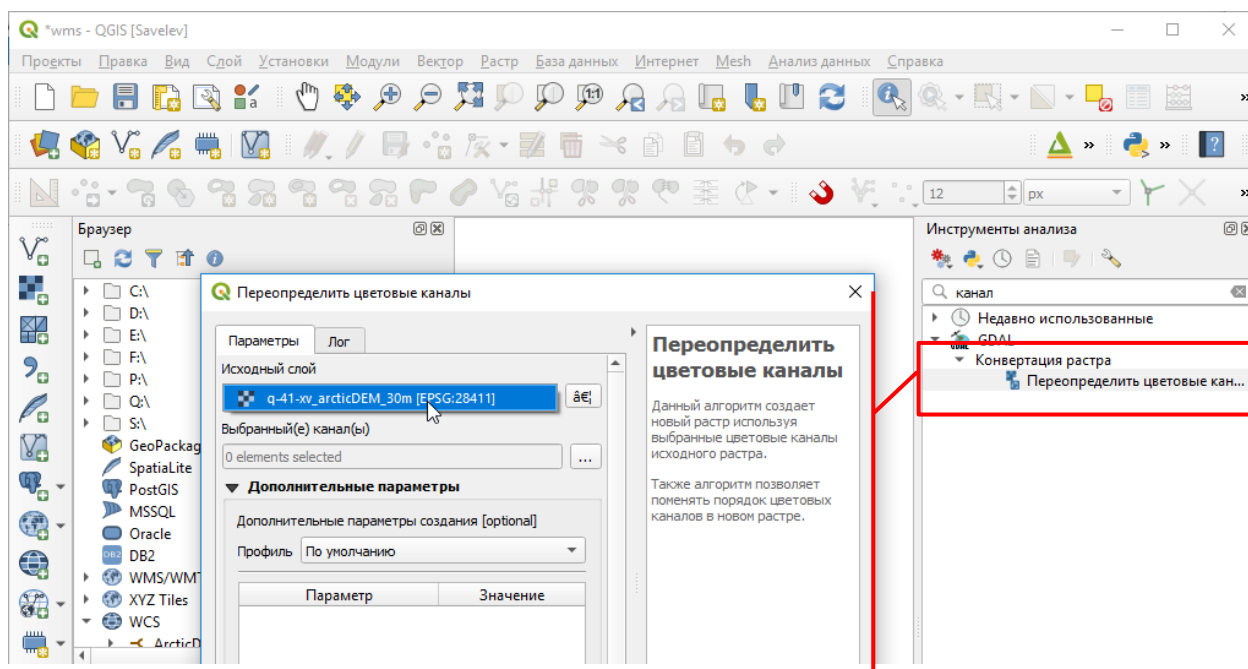 *wms - QGIS [Savelev]
Проекты Правка Вид Слой Установки Модули Вектор Растр База данных Интернет Mesh Анализ данных Справка
1:1
a
»
» » ?
12 px »
Браузер
Инструменты анализа
канал
C:\
D:\
E:\
F:\
P:\
Q:\
S:\
GeoPackag
SpatiaLite
PostGIS
MSSQL
Oracle
DB2 DB2
WMS/WMT
XYZ Tiles
WCS
ArcticD
Переопределить цветовые каналы
Параметры Лог
Исходный слой
q-41-xv_arcticDEM_30m [EPSG:28411] â€¦
Выбранный(е) канал(ы)
0 elements selected ...
Дополнительные параметры
Дополнительные параметры создания [optional]
Профиль По умолчанию
Параметр Значение
Переопределить
цветовые каналы
Данный алгоритм создает
новый растр используя
выбранные цветовые каналы
исходного растра.
Также алгоритм позволяет
поменять порядок цветовых
каналов в новом растре.
Недавно использованные
GDAL
Конвертация растра
Переопределить цветовые кан...